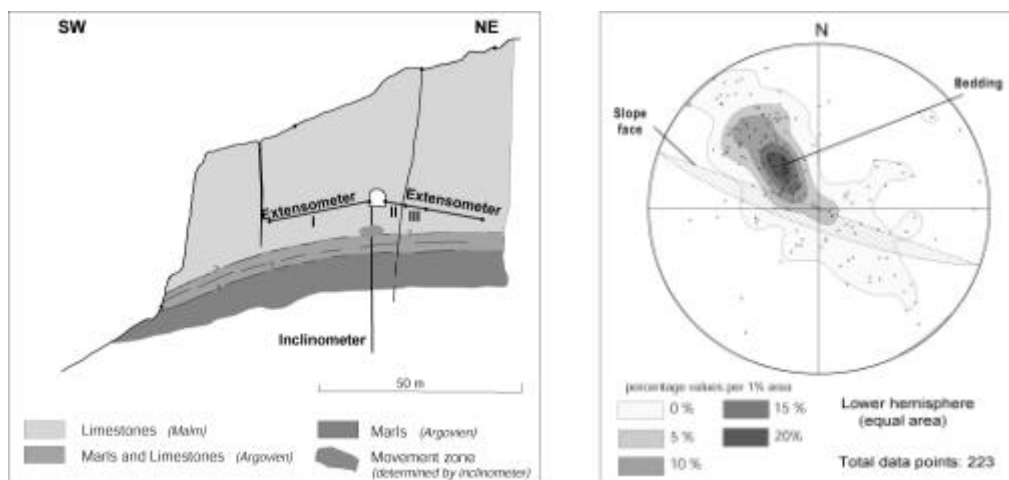 SW
NE
Extensometer
Extensometer
I
II
III
Inclinometer
50 m
Limestones (Malm)
Marls and Limestones (Argovien)
Marls (Argovien)
Movement zone
(determined by inclinometer)
N
Bedding
Slope
face
percentage values per 1% area
0 %
5 %
10 %
15 %
20%
Lower hemisphere
(equal area)
Total data points: 223